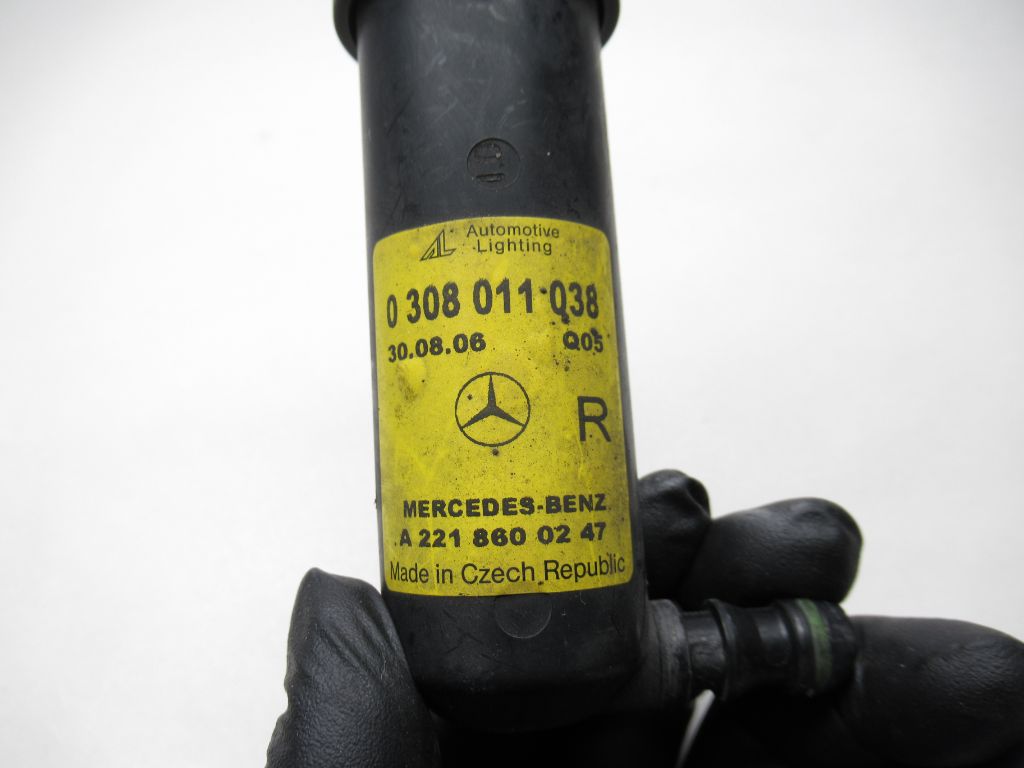 Automotive
Lighting
0 308 011 038
30.08.06 Q05
R
MERCEDES-BENZ
A 221 860 02 47
Made in Czech Republic